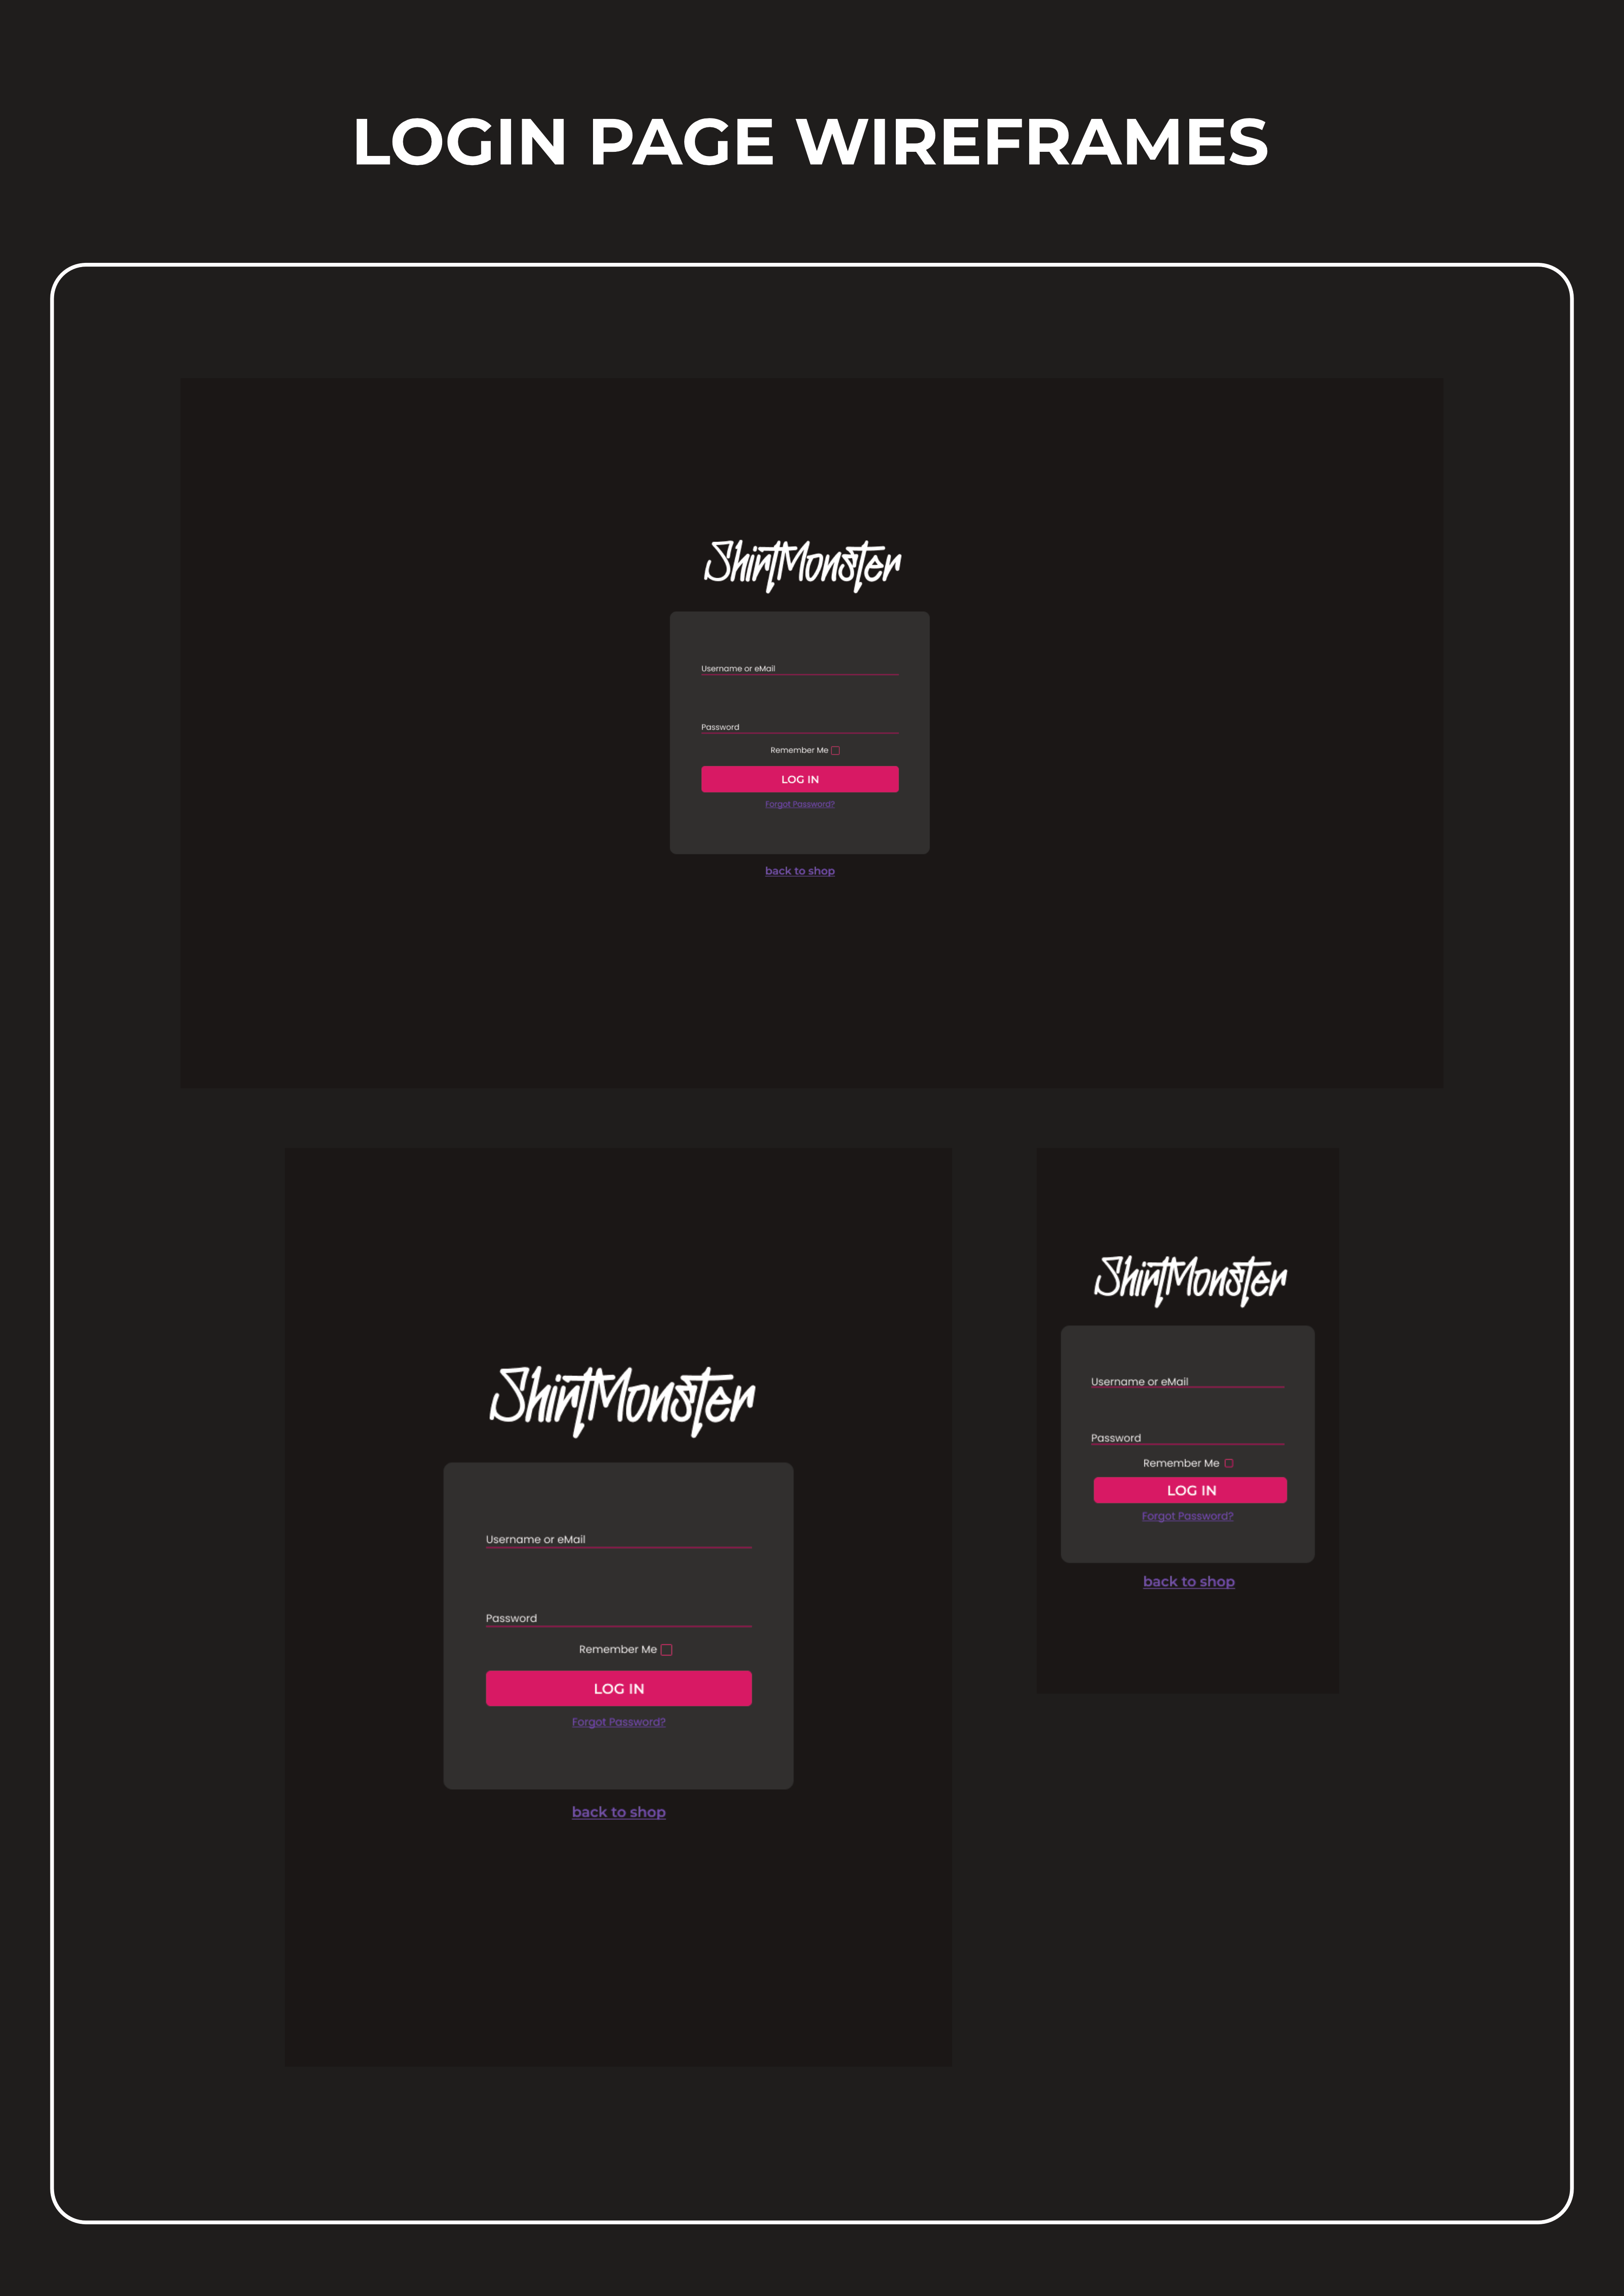 LOGIN PAGE WIREFRAMES
ShirtMonster
Username or eMail
Password
Remember Me
LOG IN
Forgot Password?
back to shop
ShirtMonster
Username or eMail
Password
Remember Me
LOG IN
Forgot Password?
back to shop
ShirtMonster
Username or eMail
Password
Remember Me
LOG IN
Forgot Password?
back to shop